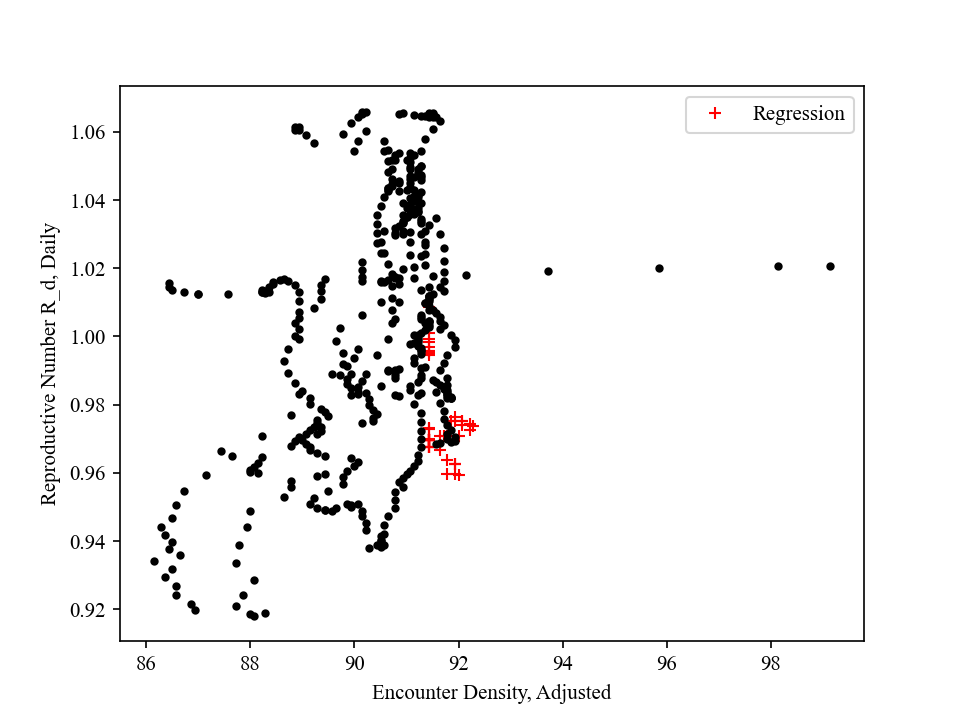 Regression
1.06
1.04
1.02
1.00
0.98
0.96
0.94
0.92
Reproductive Number R_d, Daily
86 88 90 92 94 96 98
Encounter Density, Adjusted